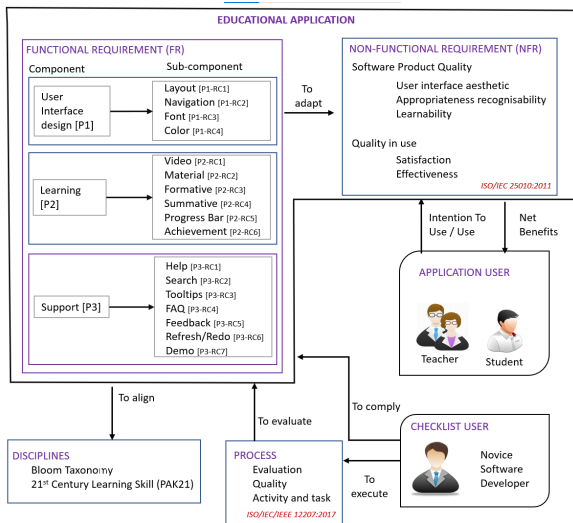 EDUCATIONAL APPLICATION
FUNCTIONAL REQUIREMENT (FR)
Component
Sub-component
User
Interface
design [P1]
Layout [P1-RC1]
Navigation [P1-RC2]
Font [P1-RC3]
Color [P1-RC4]
Learning
[P2]
Video [P2-RC1]
Material [P2-RC2]
Formative [P2-RC3]
Summative [P2-RC4]
Progress Bar [P2-RC5]
Achievement [P2-RC6]
Support [P3]
Help [P3-RC1]
Search [P3-RC2]
Tooltips [P3-RC3]
FAQ [P3-RC4]
Feedback [P3-RC5]
Refresh/Redo [P3-RC6]
Demo [P3-RC7]
To
adapt
NON-FUNCTIONAL REQUIREMENT (NFR)
Software Product Quality
User interface aesthetic
Appropriateness recognisability
Learnability
Quality in use
Satisfaction
Effectiveness
ISO/IEC 25010:2011
Intention To
Use / Use
Net
Benefits
APPLICATION USER
Teacher
Student
To align
To evaluate
To comply
DISCIPLINES
Bloom Taxonomy
21st Century Learning Skill (PAK21)
PROCESS
Evaluation
Quality
Activity and task
ISO/IEC/IEEE 12207:2017
To
execute
CHECKLIST USER
Novice
Software
Developer